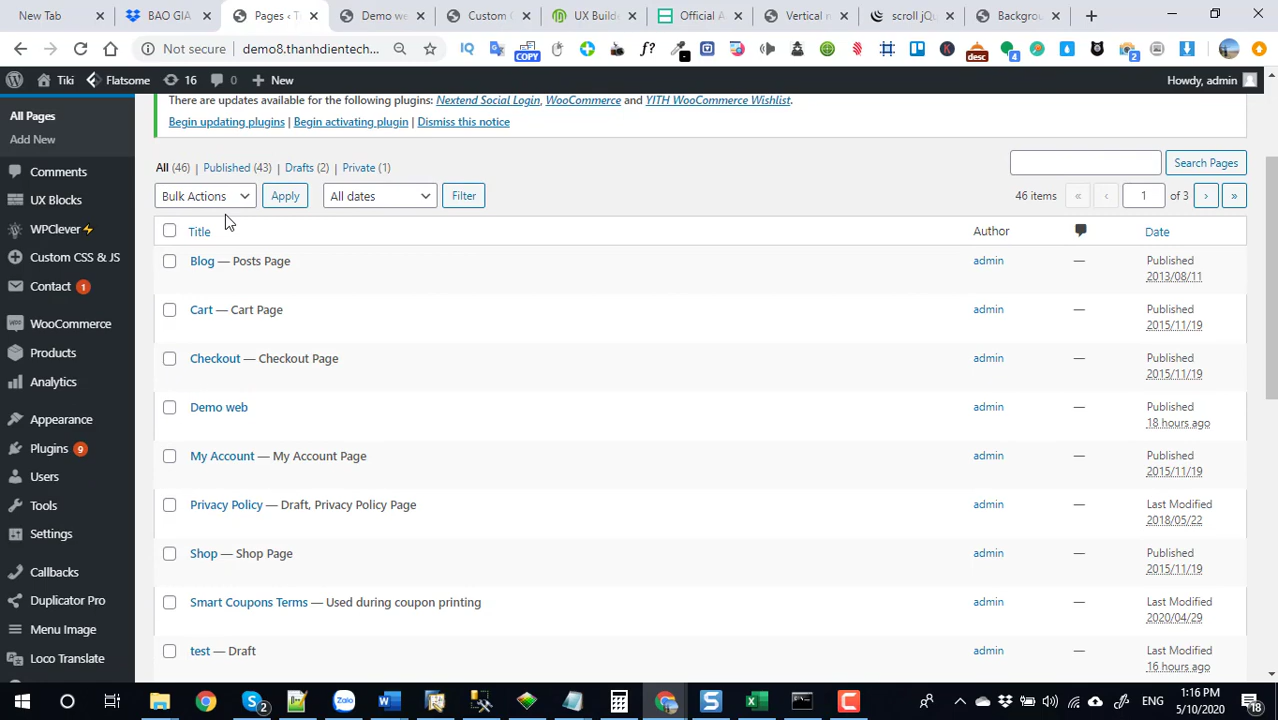 New Tab
BAO GIA
Pages ‹ T
Demo we
Custom C
UX Builde
Official A
Vertical n
scroll jQu
Backgrou
Not secure
demo8.thanhdientech...
IQ
COPY
f?
desc
4
2
Tiki
Flatsome
16
0
New
Howdy, admin
All Pages
Add New
Comments
UX Blocks
WPClever
Custom CSS & JS
Contact 1
WooCommerce
Products
Analytics
Appearance
Plugins 9
Users
Tools
Settings
Callbacks
Duplicator Pro
Menu Image
Loco Translate
There are updates available for the following plugins: Nextend Social Login, WooCommerce and YITH WooCommerce Wishlist.
Begin updating plugins | Begin activating plugin | Dismiss this notice
All (46) | Published (43) | Drafts (2) | Private (1)
Search Pages
Bulk Actions
Apply
All dates
Filter
46 items « ‹ 1 of 3 › »
Title Author Date
Blog — Posts Page admin — Published
2013/08/11
Cart — Cart Page admin — Published
2015/11/19
Checkout — Checkout Page admin — Published
2015/11/19
Demo web admin — Published
18 hours ago
My Account — My Account Page admin — Published
2015/11/19
Privacy Policy — Draft, Privacy Policy Page admin — Last Modified
2018/05/22
Shop — Shop Page admin — Published
2015/11/19
Smart Coupons Terms — Used during coupon printing admin — Last Modified
2020/04/29
test — Draft admin — Last Modified
16 hours ago
2
Zalo
ENG
1:16 PM
5/10/2020
18